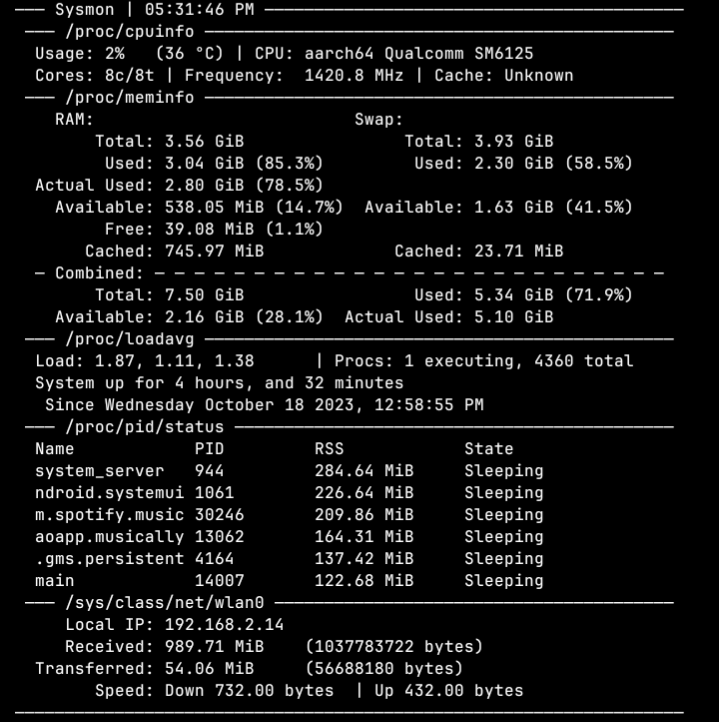 ─── Sysmon | 05:31:46 PM ───
─── /proc/cpuinfo ───
Usage: 2%   (36 °C) | CPU: aarch64 Qualcomm SM6125
Cores: 8c/8t | Frequency:  1420.8 MHz | Cache: Unknown
─── /proc/meminfo ───
RAM:                          Swap:
Total: 3.56 GiB                Total: 3.93 GiB
Used: 3.04 GiB (85.3%)         Used: 2.30 GiB (58.5%)
Actual Used: 2.80 GiB (78.5%)
Available: 538.05 MiB (14.7%)  Available: 1.63 GiB (41.5%)
Free: 39.08 MiB (1.1%)
Cached: 745.97 MiB             Cached: 23.71 MiB
─ Combined: ─ ─ ─
Total: 7.50 GiB                 Used: 5.34 GiB (71.9%)
Available: 2.16 GiB (28.1%)  Actual Used: 5.10 GiB
─── /proc/loadavg ───
Load: 1.87, 1.11, 1.38      | Procs: 1 executing, 4360 total
System up for 4 hours, and 32 minutes
Since Wednesday October 18 2023, 12:58:55 PM
─── /proc/pid/status ───
Name            PID         RSS            State
system_server   944         284.64 MiB     Sleeping
ndroid.systemui 1061        226.64 MiB     Sleeping
m.spotify.music 30246       209.86 MiB     Sleeping
aoapp.musically 13062       164.31 MiB     Sleeping
.gms.persistent 4164        137.42 MiB     Sleeping
main            14007       122.68 MiB     Sleeping
─── /sys/class/net/wlan0 ───
Local IP: 192.168.2.14
Received: 989.71 MiB    (1037783722 bytes)
Transferred: 54.06 MiB     (56688180 bytes)
Speed: Down 732.00 bytes  | Up 432.00 bytes